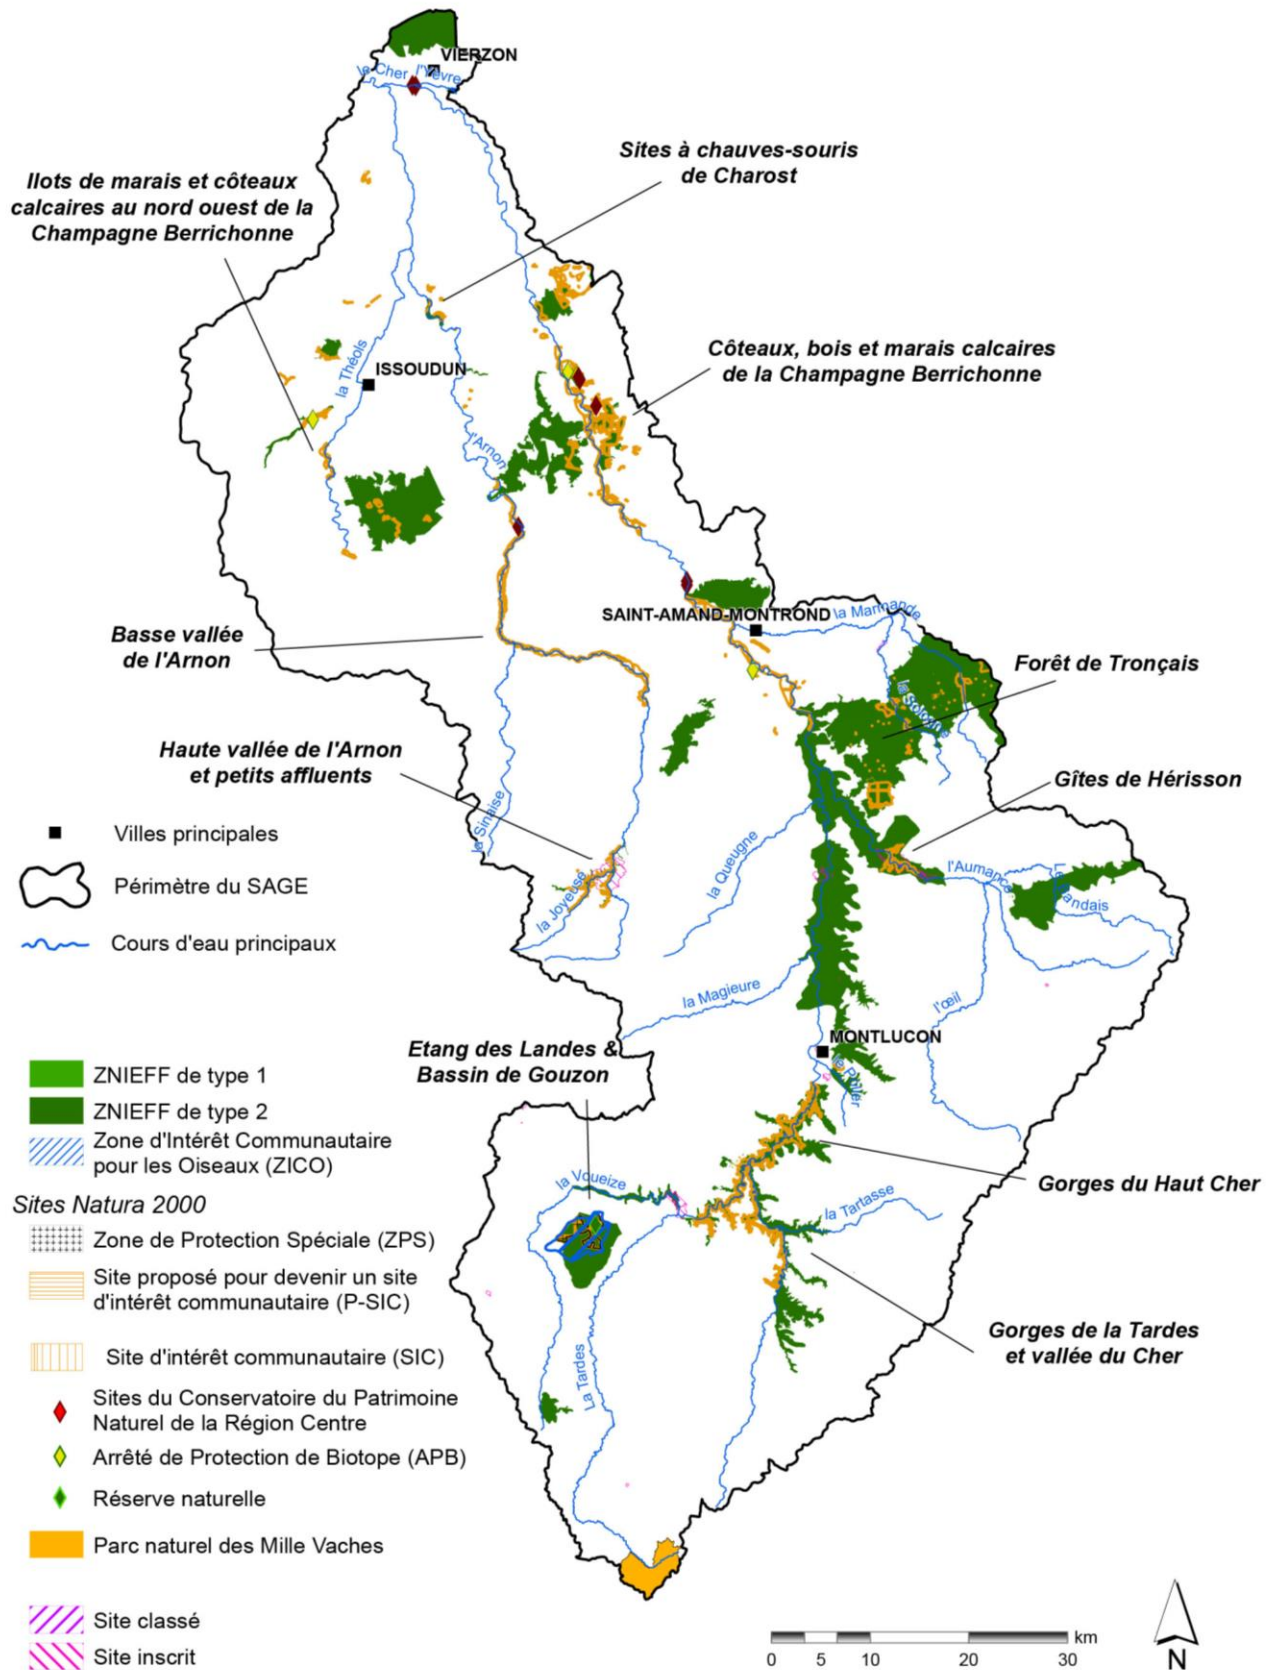 VIERZON
le Cher
l'Yèvre
Sites à chauves-souris
de Charost
Ilots de marais et côteaux
calcaires au nord ouest de la
Champagne Berrichonne
la Théols
ISSOUDUN
Côteaux, bois et marais calcaires
de la Champagne Berrichonne
l'Arnon
SAINT-AMAND-MONTROND
la Marmande
Basse vallée
de l'Arnon
Forêt de Tronçais
la Sologne
Haute vallée de l'Arnon
et petits affluents
Gîtes de Hérisson
la Sinaise
Villes principales
la Queugne
l'Aumance
Périmètre du SAGE
la Joyeuse
Cours d'eau principaux
la Magieure
l'œil
MONTLUCON
Etang des Landes &
Bassin de Gouzon
ZNIEFF de type 1
ZNIEFF de type 2
Zone d'Intérêt Communautaire
pour les Oiseaux (ZICO)
la Voueize
Gorges du Haut Cher
Sites Natura 2000
la Tartasse
Zone de Protection Spéciale (ZPS)
Site proposé pour devenir un site
d'intérêt communautaire (P-SIC)
Gorges de la Tardes
et vallée du Cher
Site d'intérêt communautaire (SIC)
La Tardes
Sites du Conservatoire du Patrimoine
Naturel de la Région Centre
Arrêté de Protection de Biotope (APB)
Réserve naturelle
Parc naturel des Mille Vaches
Site classé
Site inscrit
km
0 5 10 20 30
N